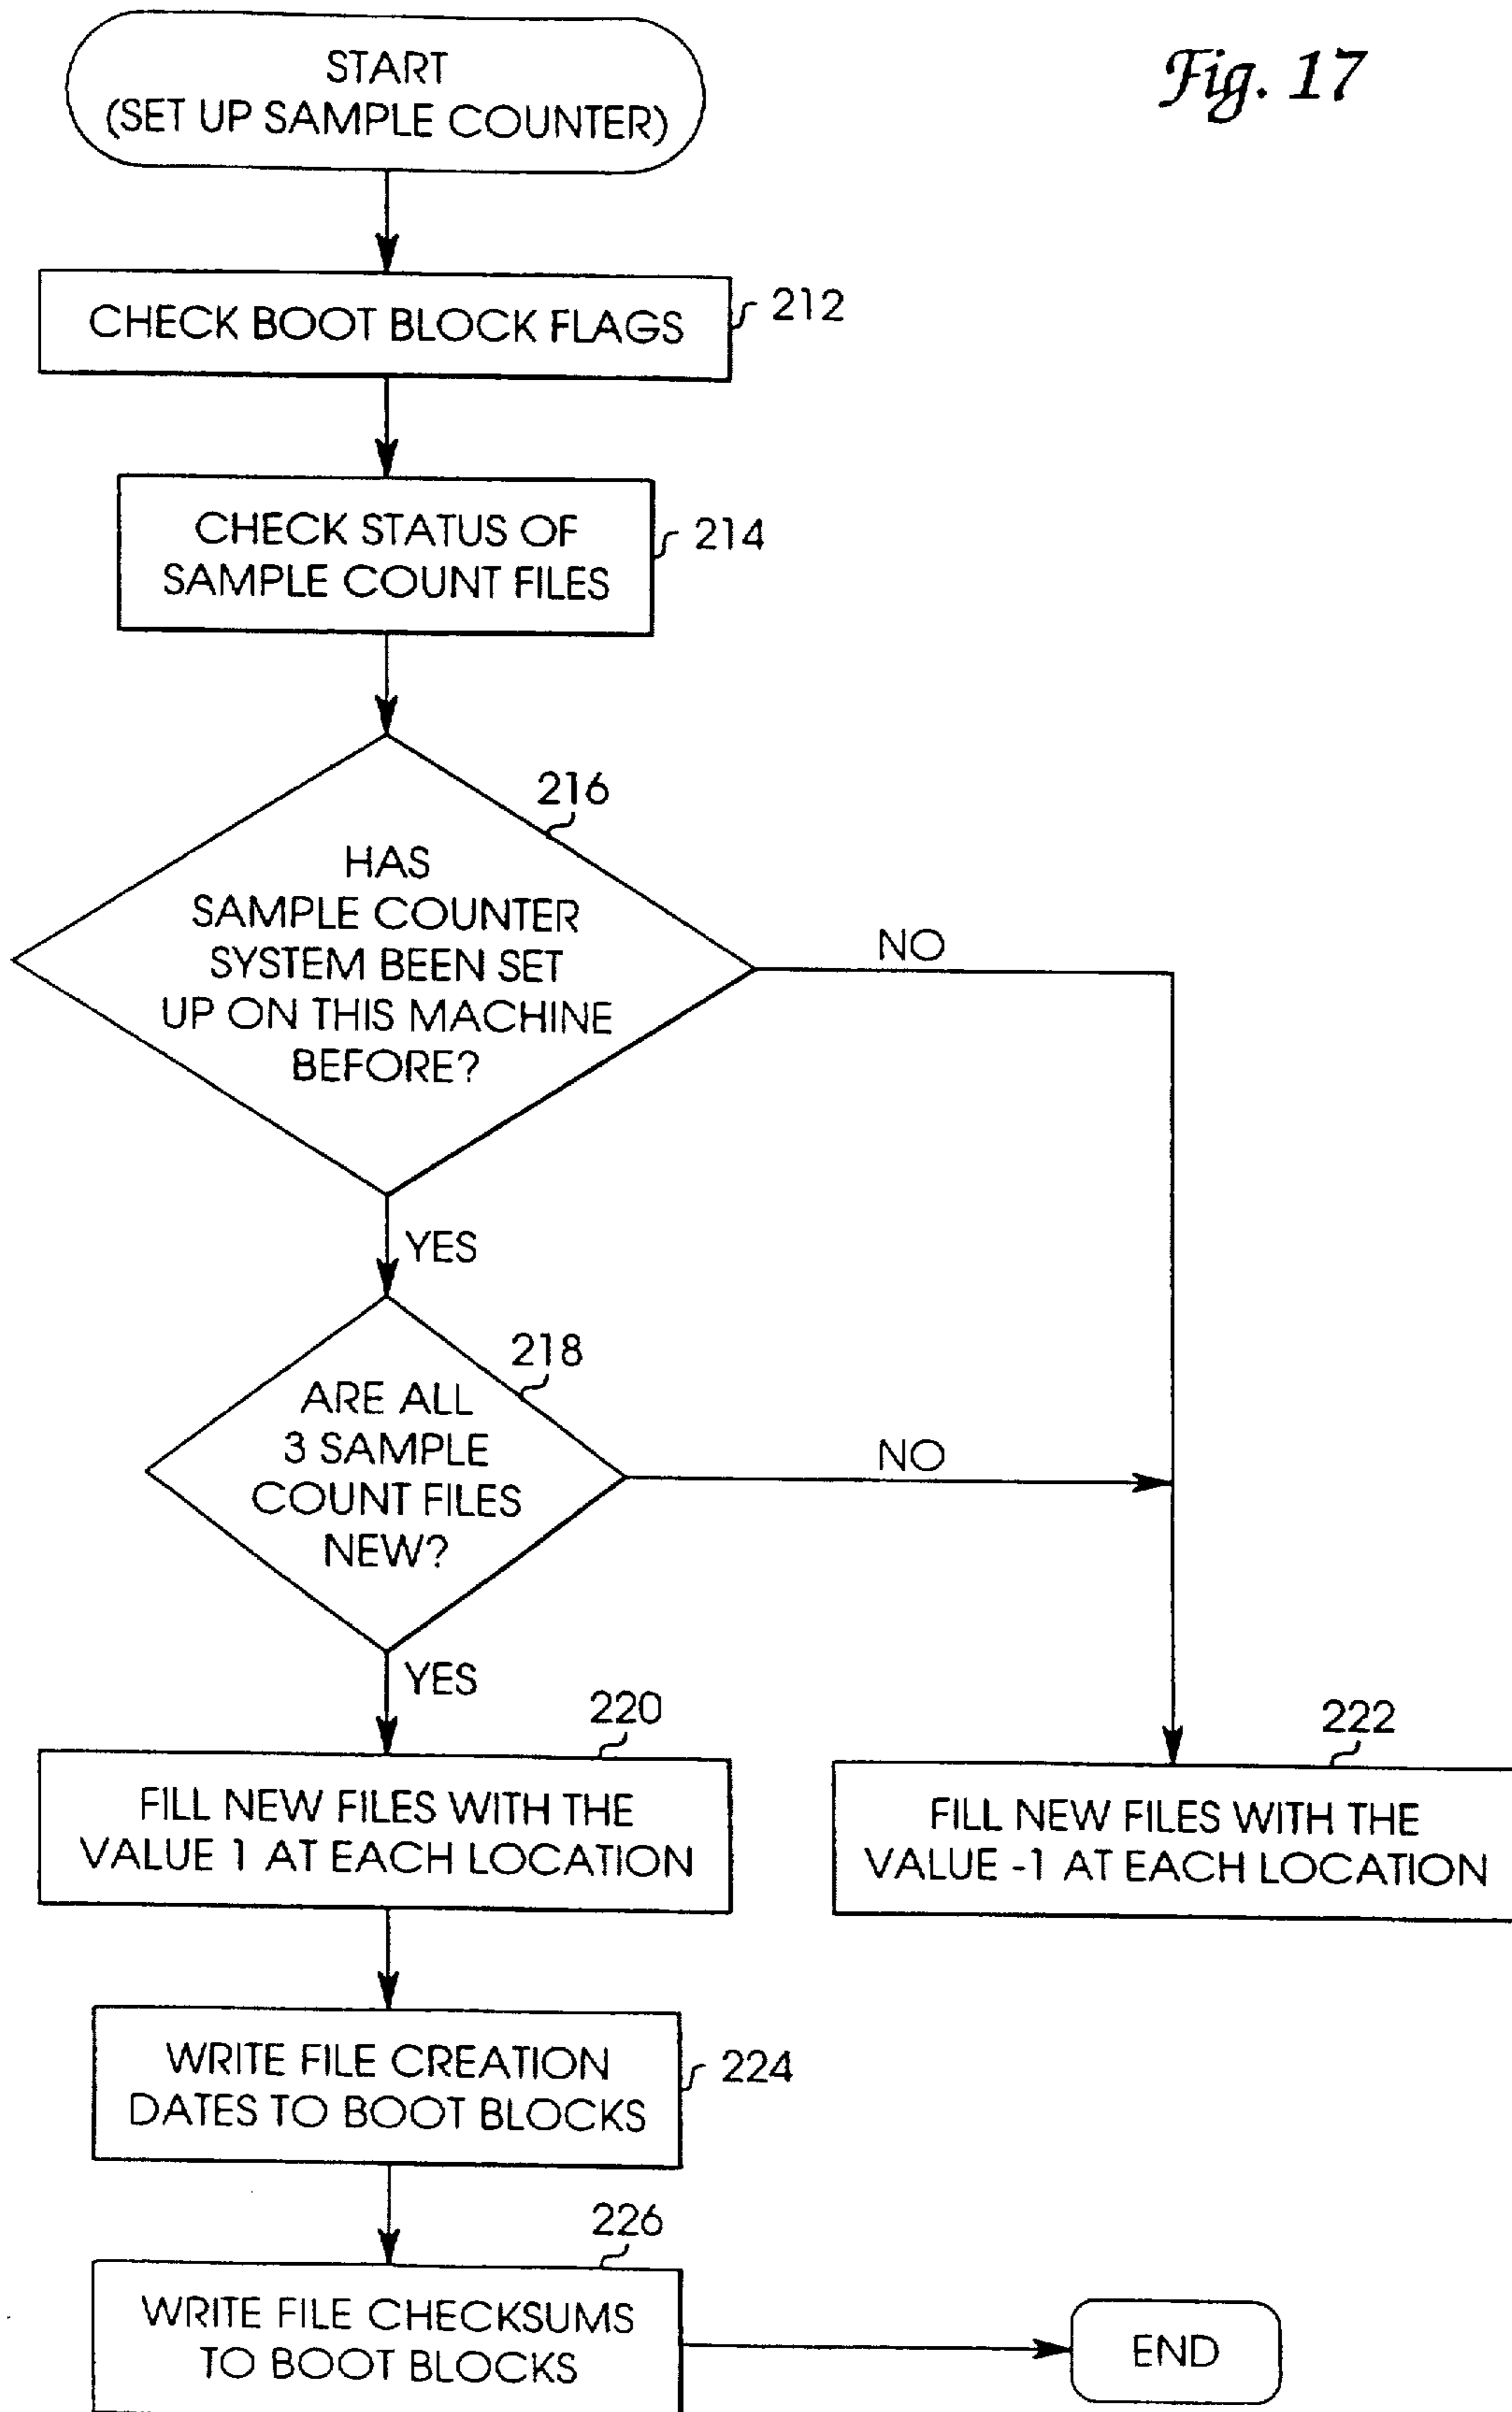 Fig. 17
START
(SET UP SAMPLE COUNTER)
CHECK BOOT BLOCK FLAGS
212
CHECK STATUS OF
SAMPLE COUNT FILES
214
216
HAS
SAMPLE COUNTER
SYSTEM BEEN SET
UP ON THIS MACHINE
BEFORE?
NO
YES
218
ARE ALL
3 SAMPLE
COUNT FILES
NEW?
NO
YES
220
FILL NEW FILES WITH THE
VALUE 1 AT EACH LOCATION
222
FILL NEW FILES WITH THE
VALUE -1 AT EACH LOCATION
WRITE FILE CREATION
DATES TO BOOT BLOCKS
224
226
WRITE FILE CHECKSUMS
TO BOOT BLOCKS
END